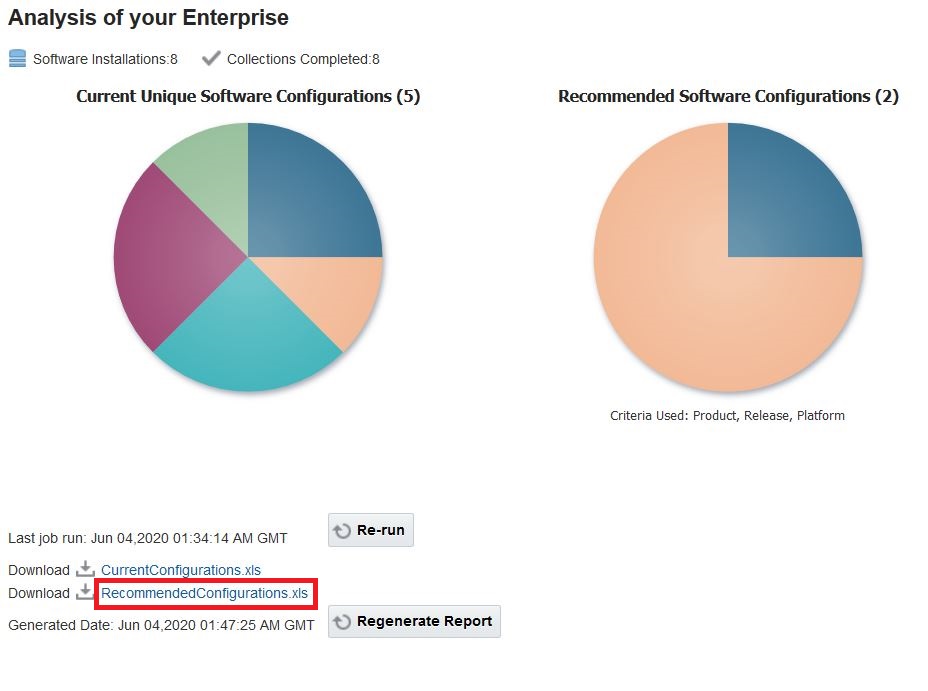 Analysis of your Enterprise
Software Installations:8 Collections Completed:8
Current Unique Software Configurations (5)
Recommended Software Configurations (2)
Criteria Used: Product, Release, Platform
Last job run: Jun 04,2020 01:34:14 AM GMT Re-run
Download CurrentConfigurations.xls
Download RecommendedConfigurations.xls
Generated Date: Jun 04,2020 01:47:25 AM GMT Regenerate Report